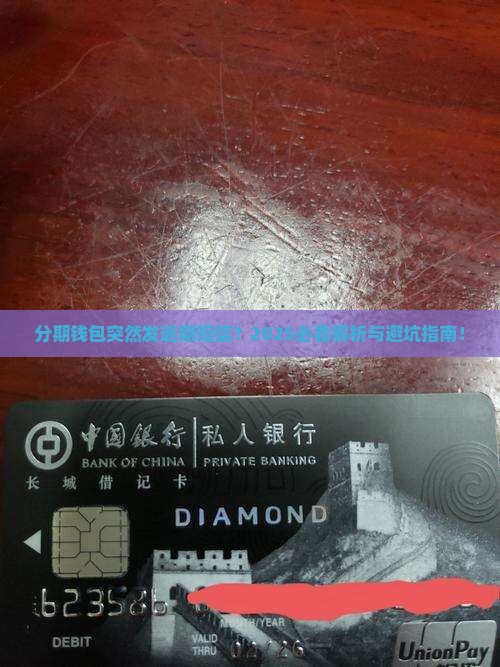 分期钱包突然发逾期短信？2025必看解析与避坑指南！
中国银行 私人银行
BANK OF CHINA PRIVATE BANKING
长城借记卡
DIAMOND
DEBIT
MONTH/YEAR
VALID
THRU
UnionPay